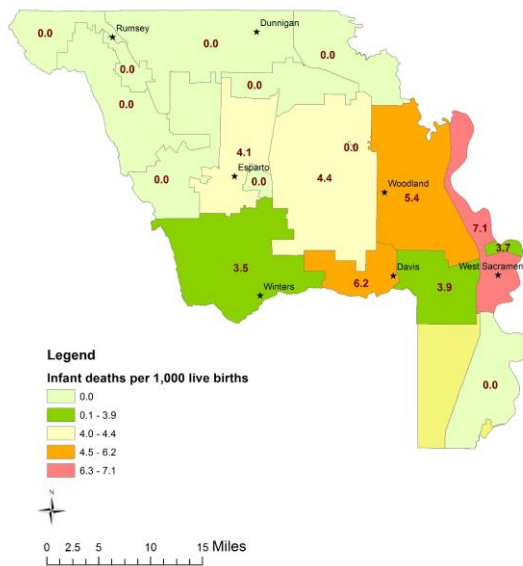 0.0
Rumsey
Dunnigan
0.0
0.0
0.0
0.0
0.0
4.1
0.0
Esparto
0.0
0.0
4.4
Woodland
5.4
7.1
3.7
3.5
Winters
6.2
Davis
3.9
West Sacramen
0.0
Legend
Infant deaths per 1,000 live births
0.0
0.1 - 3.9
4.0 - 4.4
4.5 - 6.2
6.3 - 7.1
N
0 2.5 5 10 15 Miles